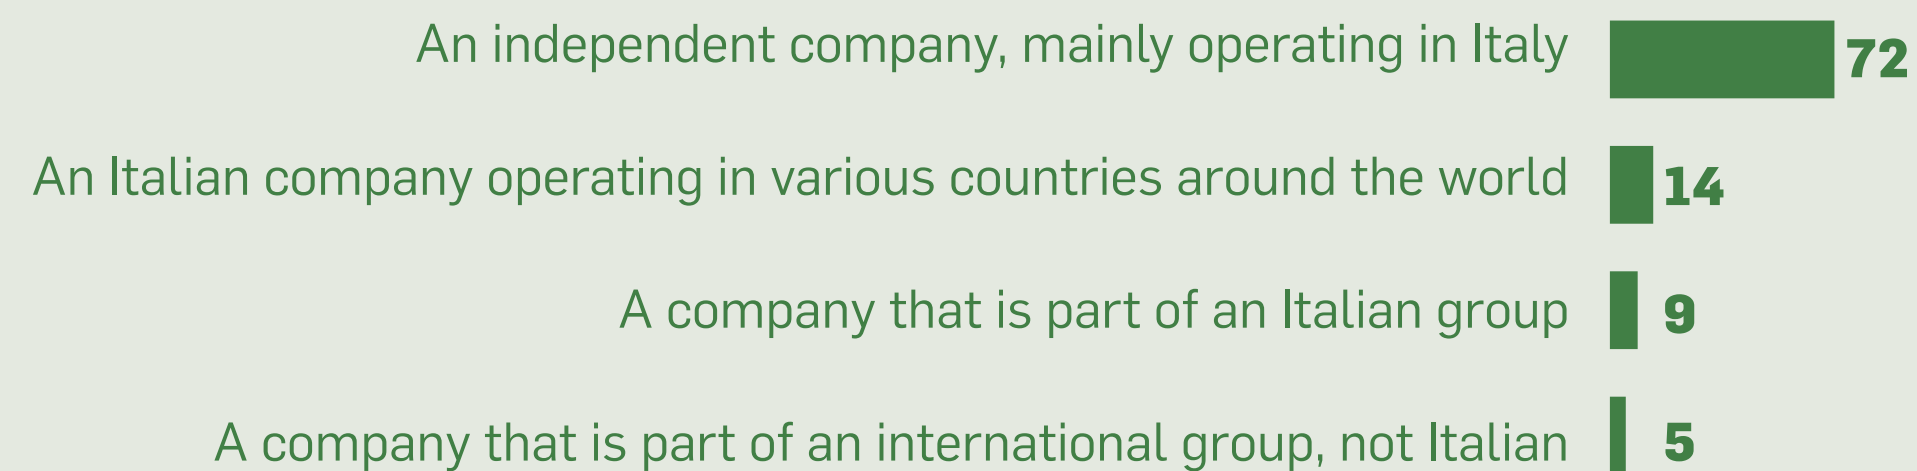 An independent company, mainly operating in Italy 72
An Italian company operating in various countries around the world 14
A company that is part of an Italian group 9
A company that is part of an international group, not Italian 5